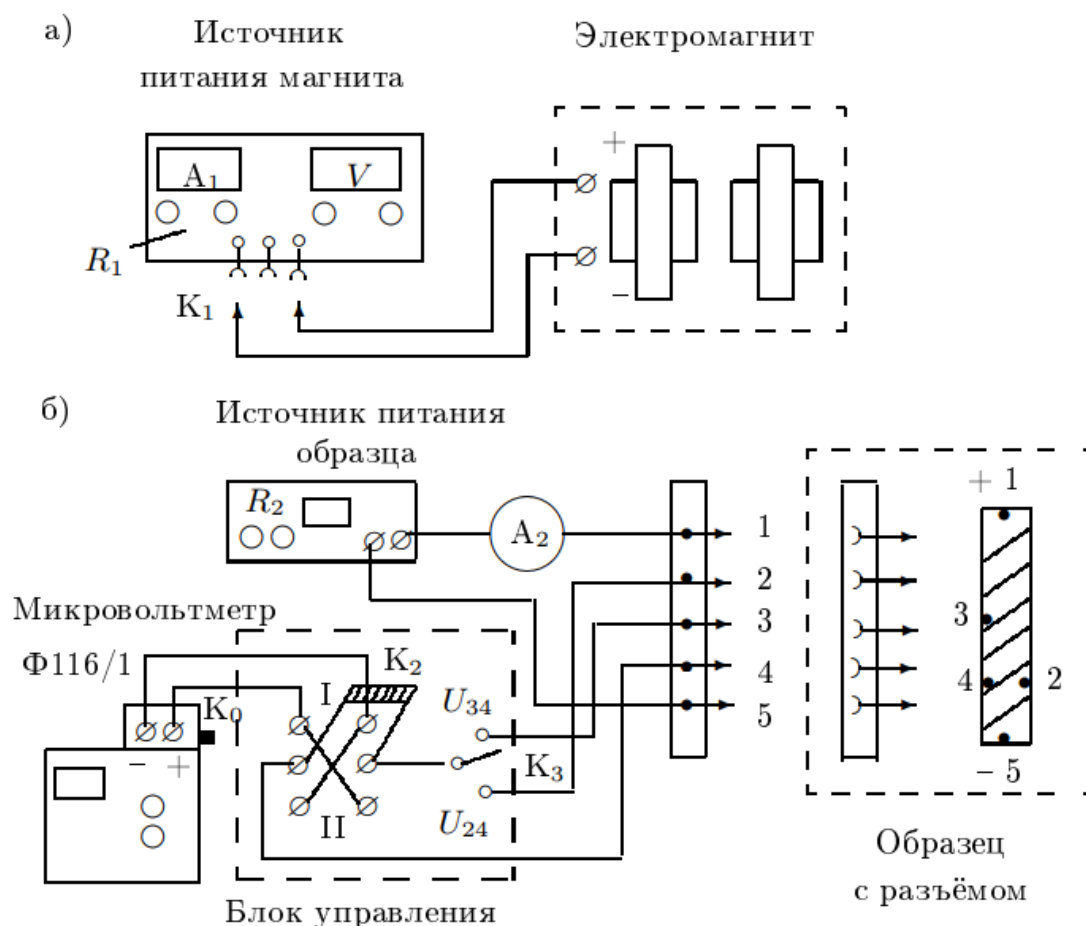 а)
Источник
питания магнита
Электромагнит
A₁
V
R₁
K₁
+
−
б)
Источник питания
образца
R₂
A₂
1
2
3
4
5
+ 1
3
4
2
− 5
Микровольтметр
Ф116/1
K₀
− +
I
K₂
U₃₄
K₃
II
U₂₄
Блок управления
Образец
с разъёмом